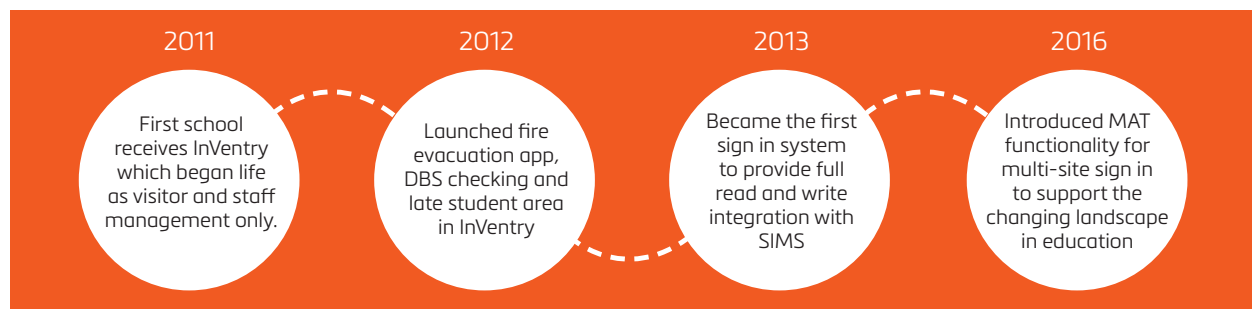 2011
First school
receives InVentry
which began life
as visitor and staff
management only.
2012
Launched fire
evacuation app,
DBS checking and
late student area
in InVentry
2013
Became the first
sign in system
to provide full
read and write
integration with
SIMS
2016
Introduced MAT
functionality for
multi-site sign in
to support the
changing landscape
in education